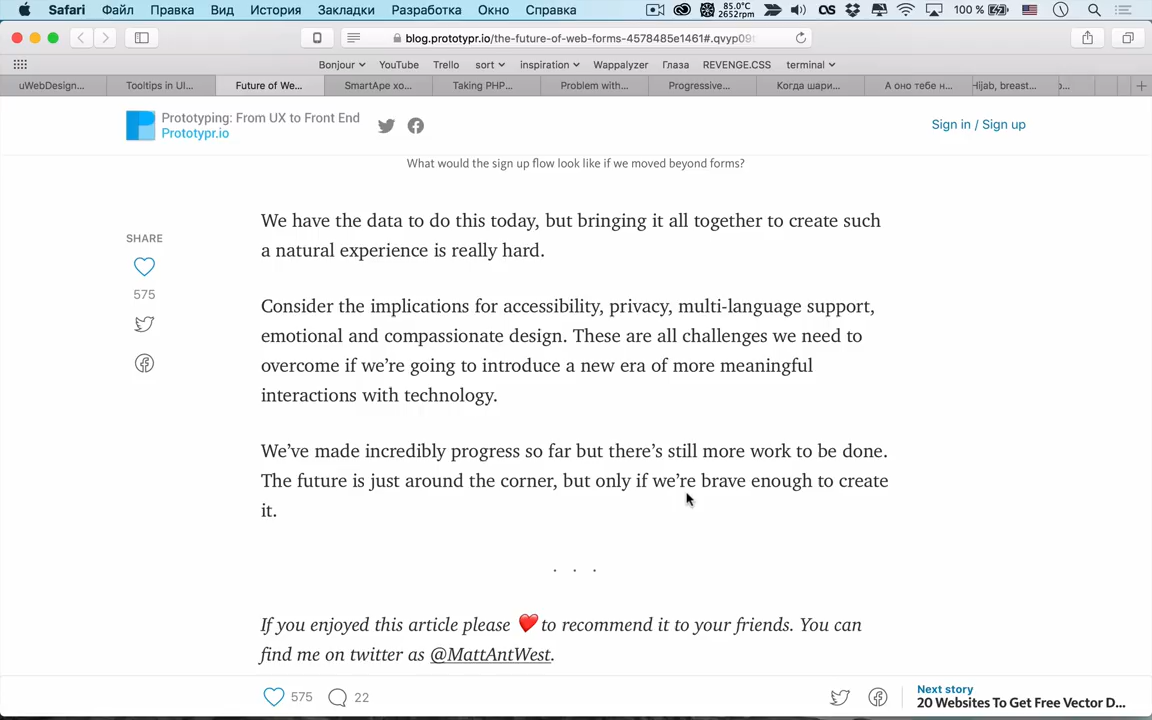 Safari Файл Правка Вид История Закладки Разработка Окно Справка 85.0°C 2652rpm 100 %
blog.prototypr.io/the-future-of-web-forms-4578485e1461#.qvyp09
Bonjour YouTube Trello sort inspiration Wappalyzer Глаза REVENGE.CSS terminal
uWebDesign... Tooltips in UI... Future of We... SmartApe хо... Taking PHP... Problem with... Progressive... Когда шари... А оно тебе н... Hijab, breast...
Prototyping: From UX to Front End
Prototypr.io
Sign in / Sign up
What would the sign up flow look like if we moved beyond forms?
We have the data to do this today, but bringing it all together to create such
a natural experience is really hard.
SHARE
575
Consider the implications for accessibility, privacy, multi-language support,
emotional and compassionate design. These are all challenges we need to
overcome if we’re going to introduce a new era of more meaningful
interactions with technology.
We’ve made incredibly progress so far but there’s still more work to be done.
The future is just around the corner, but only if we’re brave enough to create
it.
. . .
If you enjoyed this article please ❤️ to recommend it to your friends. You can
find me on twitter as @MattAntWest.
575 22
Next story
20 Websites To Get Free Vector D...